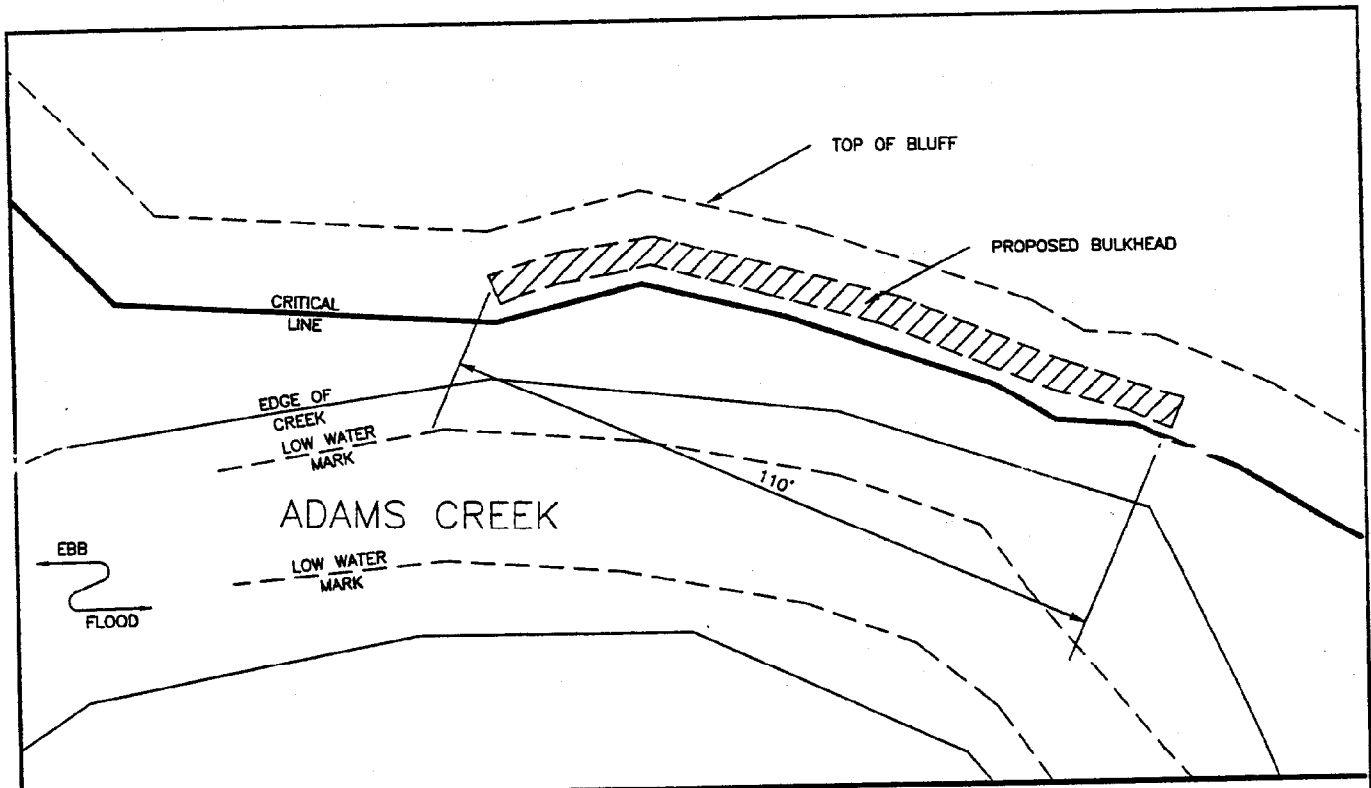 TOP OF BLUFF
PROPOSED BULKHEAD
CRITICAL
LINE
EDGE OF
CREEK
LOW WATER
MARK
110'
ADAMS CREEK
EBB
FLOOD
LOW WATER
MARK